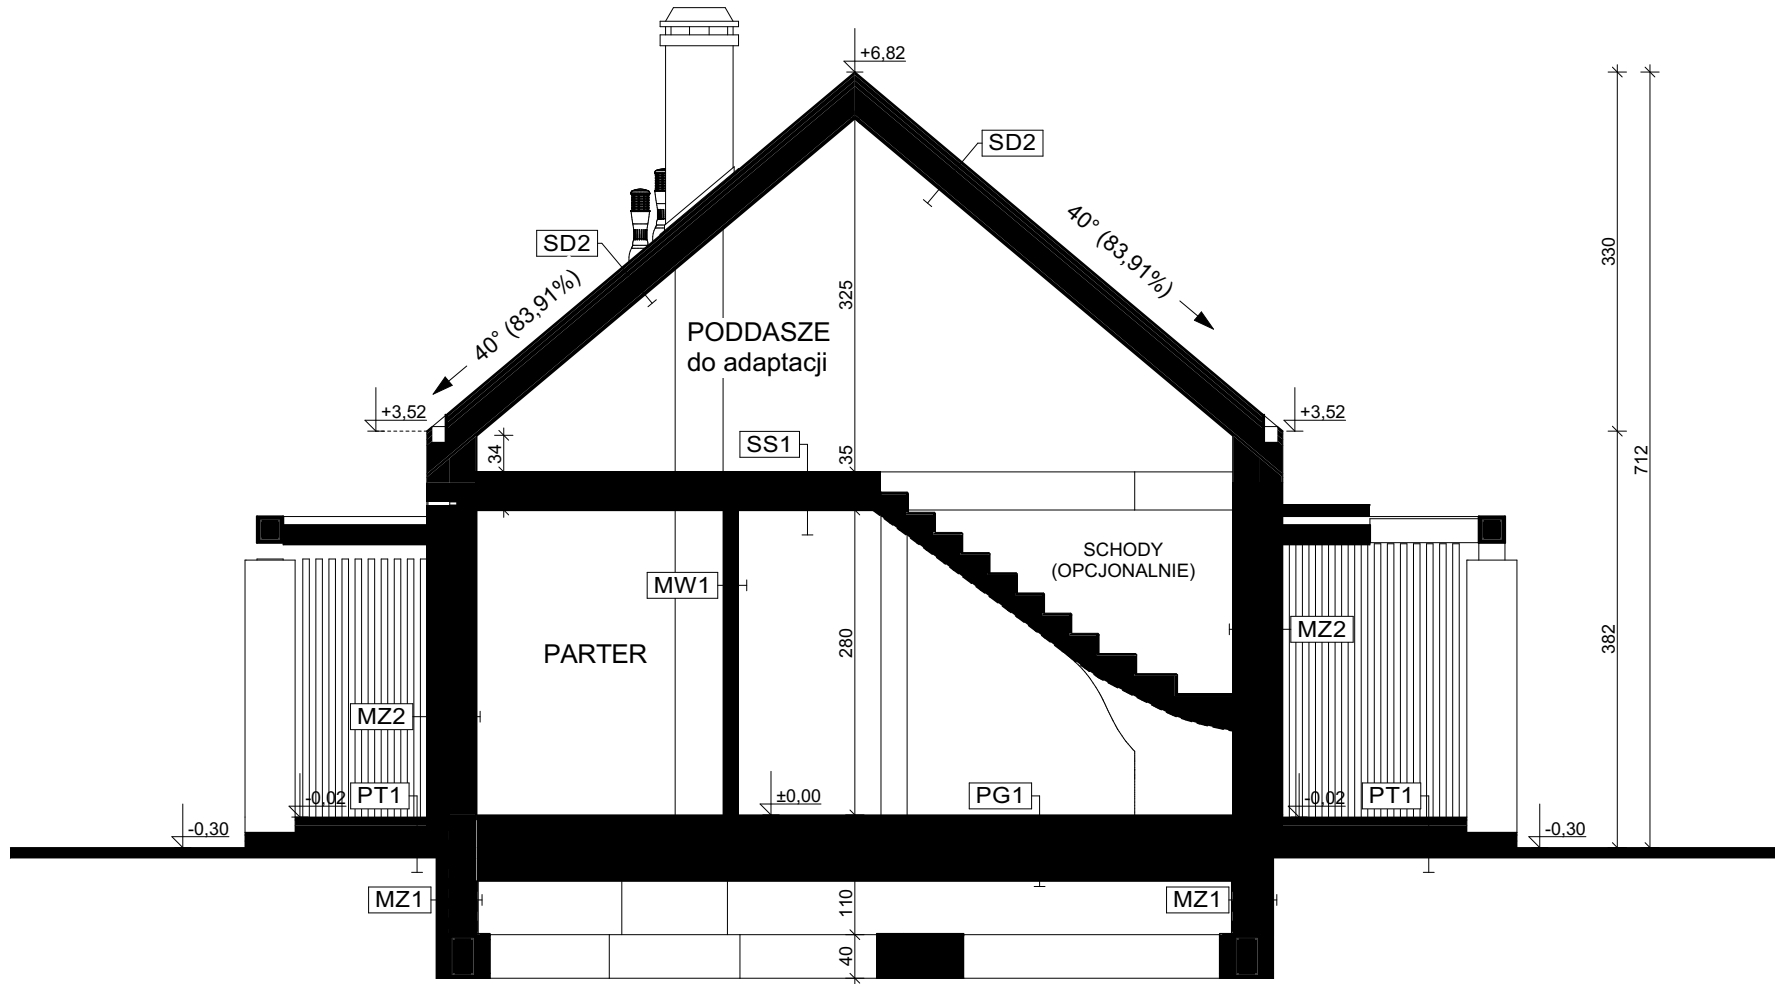 +6,82
SD2
SD2
40° (83,91%)
40° (83,91%)
330
325
PODDASZE
do adaptacji
+3,52
+3,52
SS1
34
35
712
SCHODY
(OPCJONALNIE)
MW1
MZ2
280
382
PARTER
MZ2
PT1
-0,02
±0,00
PG1
-0,02
PT1
-0,30
-0,30
MZ1
110
MZ1
40